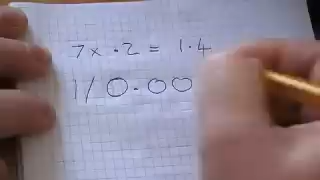 7x .2 = 1.4
1/ 0.00